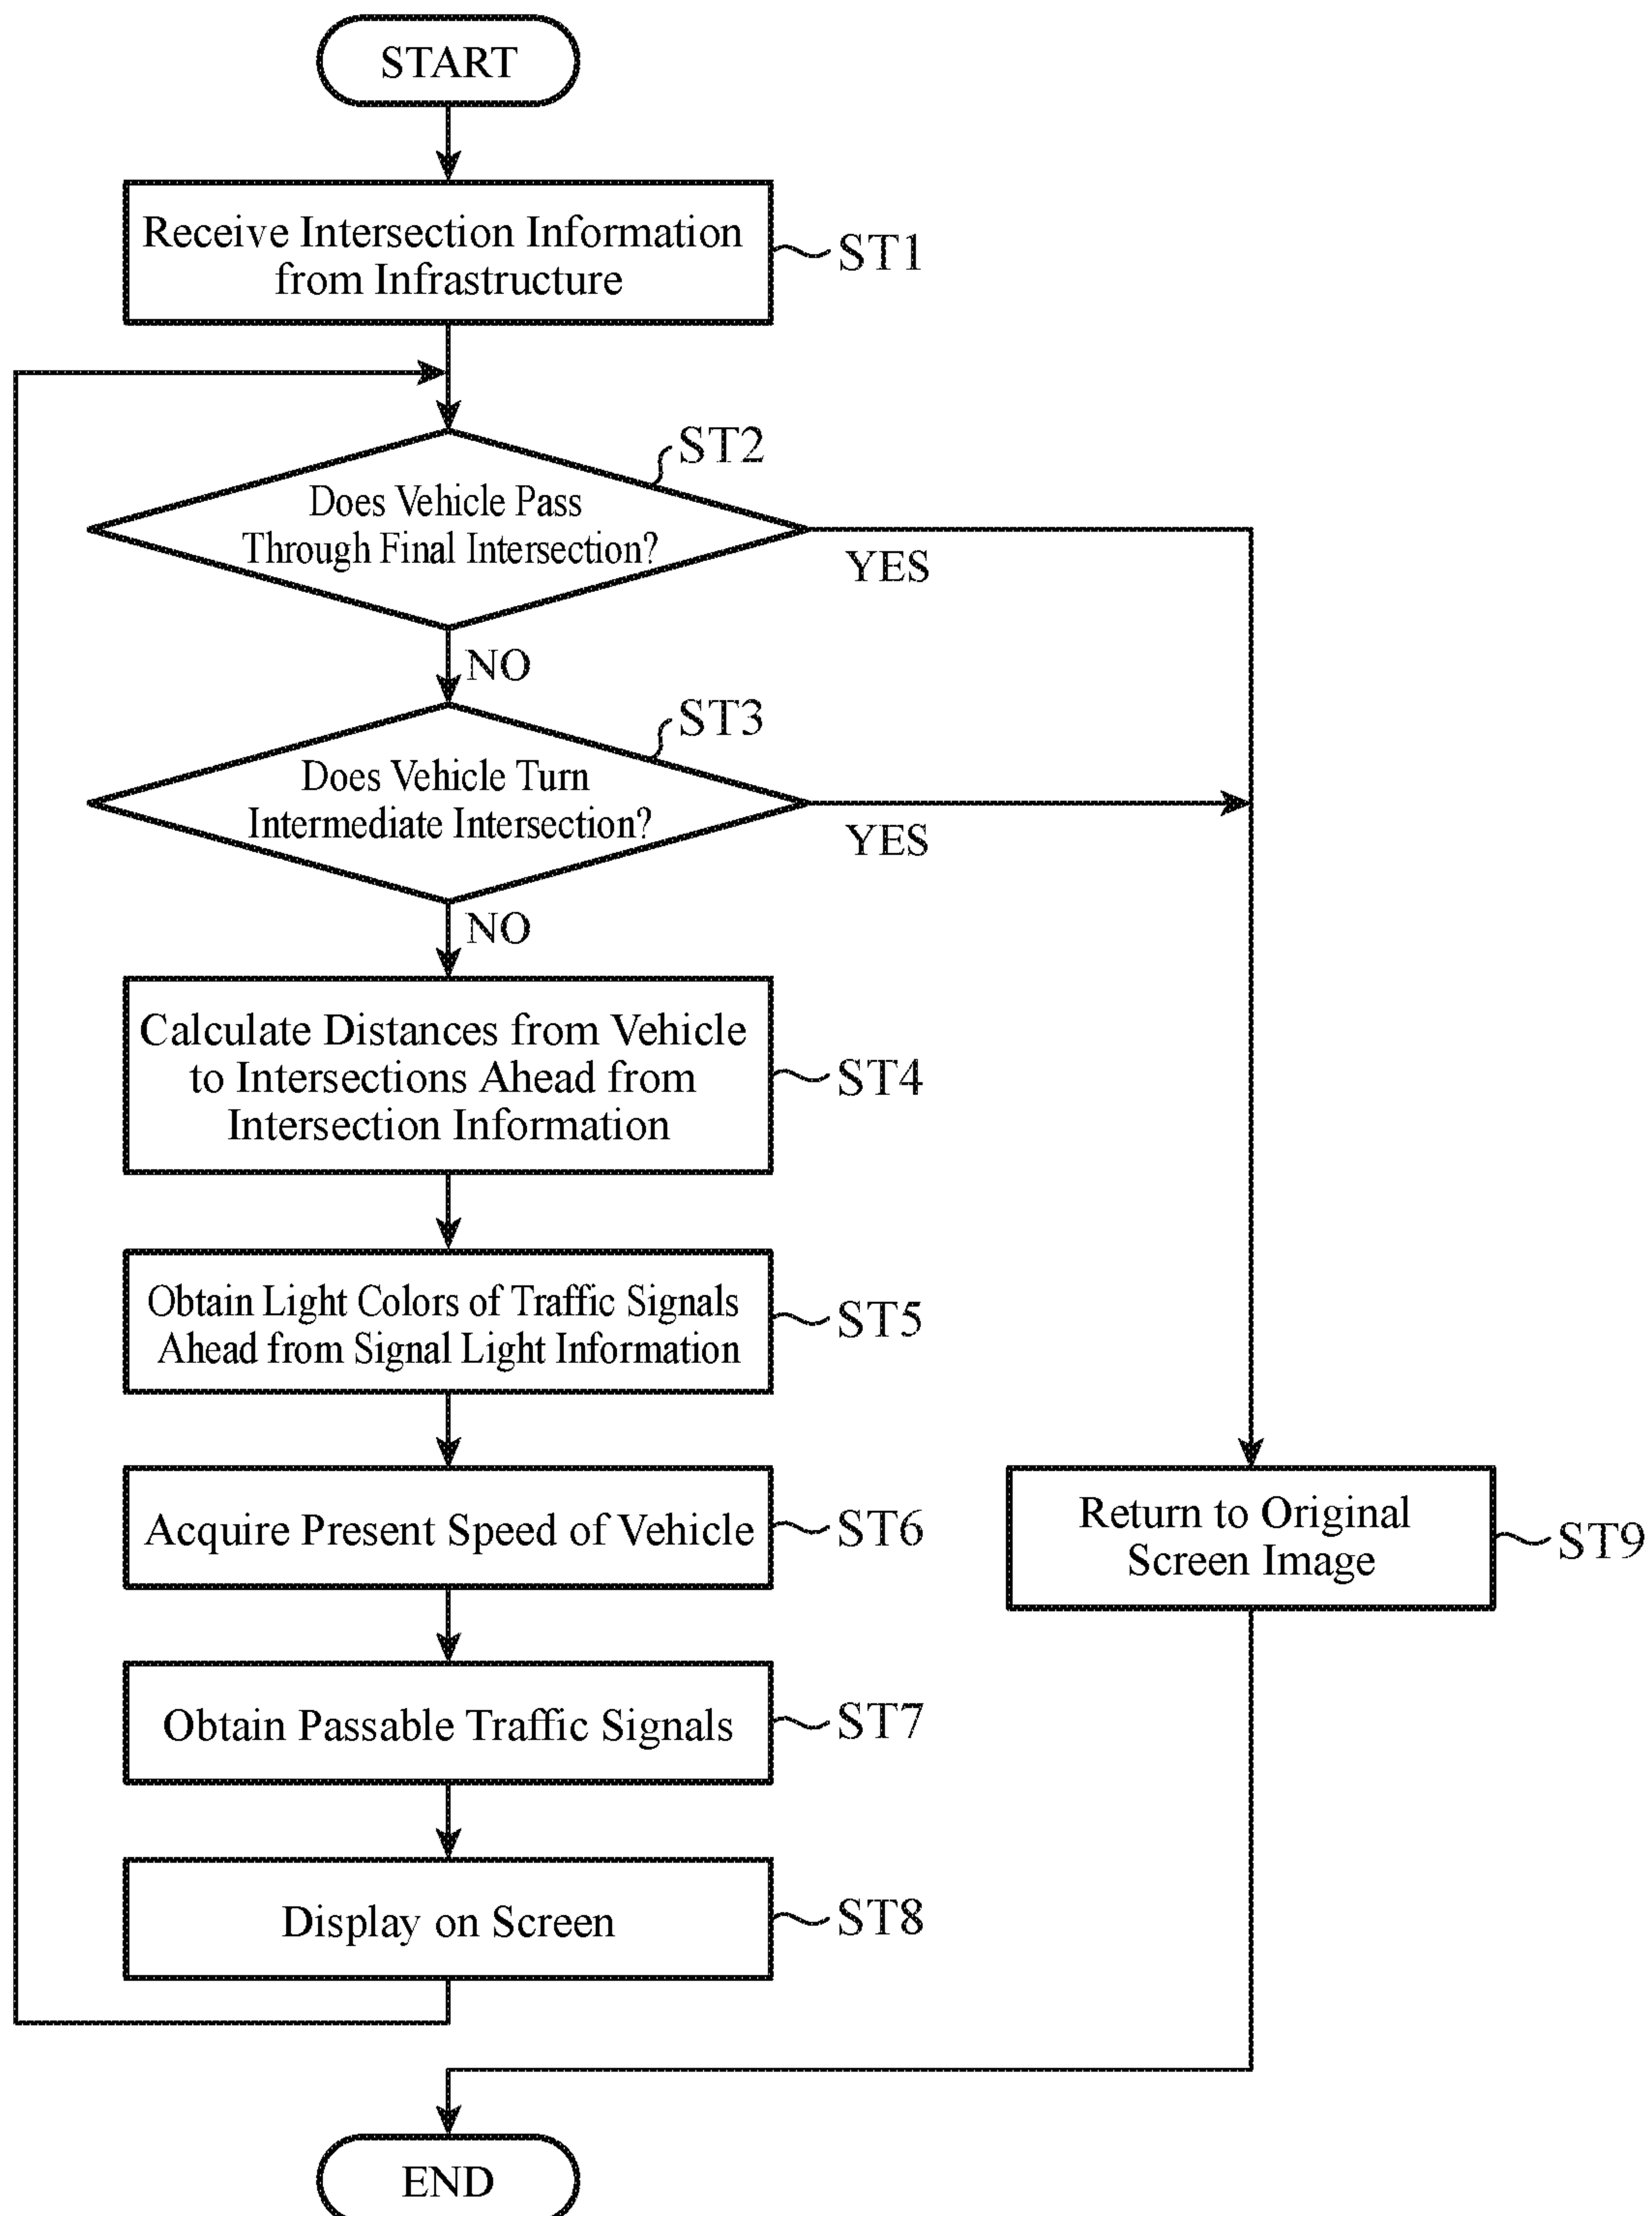 START
Receive Intersection Information
from Infrastructure
ST1
ST2
Does Vehicle Pass
Through Final Intersection?
YES
NO
ST3
Does Vehicle Turn
Intermediate Intersection?
YES
NO
Calculate Distances from Vehicle
to Intersections Ahead from
Intersection Information
ST4
Obtain Light Colors of Traffic Signals
Ahead from Signal Light Information
ST5
Acquire Present Speed of Vehicle
ST6
Return to Original
Screen Image
ST9
Obtain Passable Traffic Signals
ST7
Display on Screen
ST8
END